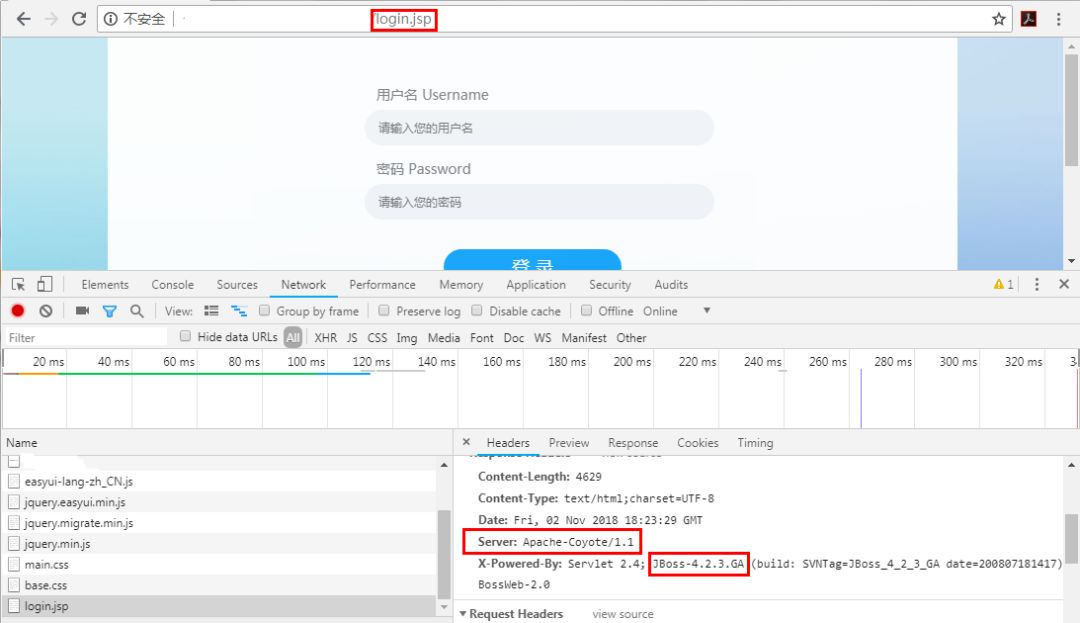 不安全
/login.jsp
用户名 Username
请输入您的用户名
密码 Password
请输入您的密码
登 录
Elements Console Sources Network Performance Memory Application Security Audits 1
View: Group by frame Preserve log Disable cache Offline Online
Filter Hide data URLs All XHR JS CSS Img Media Font Doc WS Manifest Other
20 ms 40 ms 60 ms 80 ms 100 ms 120 ms 140 ms 160 ms 180 ms 200 ms 220 ms 240 ms 260 ms 280 ms 300 ms 320 ms 3
Name
easyui-lang-zh_CN.js
jquery.easyui.min.js
jquery.migrate.min.js
jquery.min.js
main.css
base.css
login.jsp
Headers Preview Response Cookies Timing
Content-Length: 4629
Content-Type: text/html;charset=UTF-8
Date: Fri, 02 Nov 2018 18:23:29 GMT
Server: Apache-Coyote/1.1
X-Powered-By: Servlet 2.4; JBoss-4.2.3.GA (build: SVNTag=JBoss_4_2_3_GA date=200807181417)
BossWeb-2.0
Request Headers view source